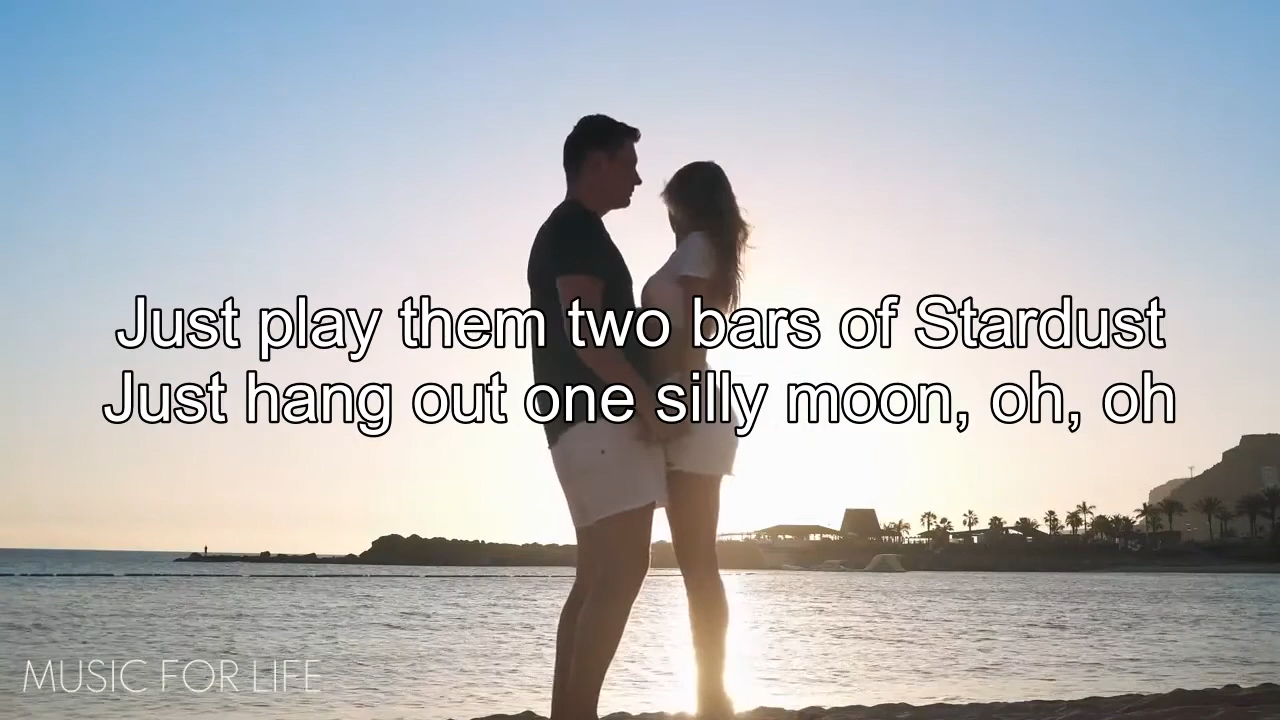 Just play them two bars of Stardust
Just hang out one silly moon, oh, oh
MUSIC FOR LIFE